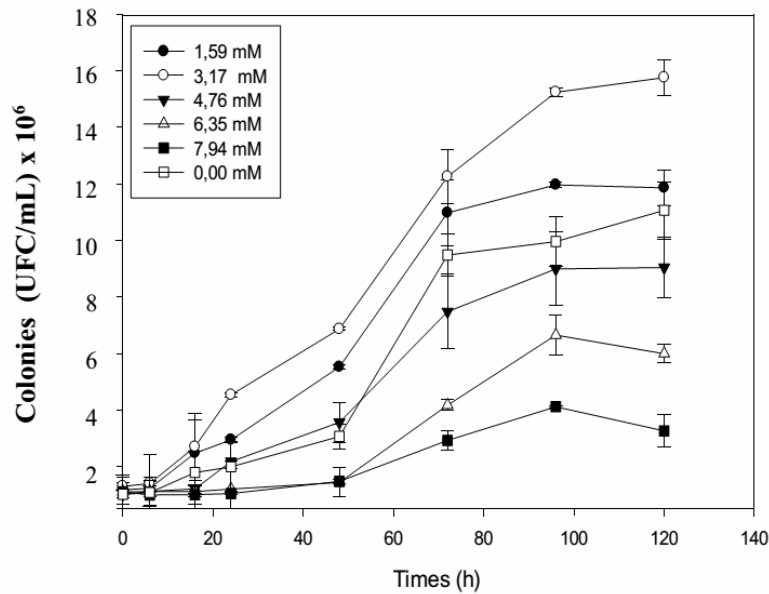 18
16
14
12
10
8
6
4
2
Colonies (UFC/mL) x 10⁶
1,59 mM
3,17 mM
4,76 mM
6,35 mM
7,94 mM
0,00 mM
0 20 40 60 80 100 120 140
Times (h)